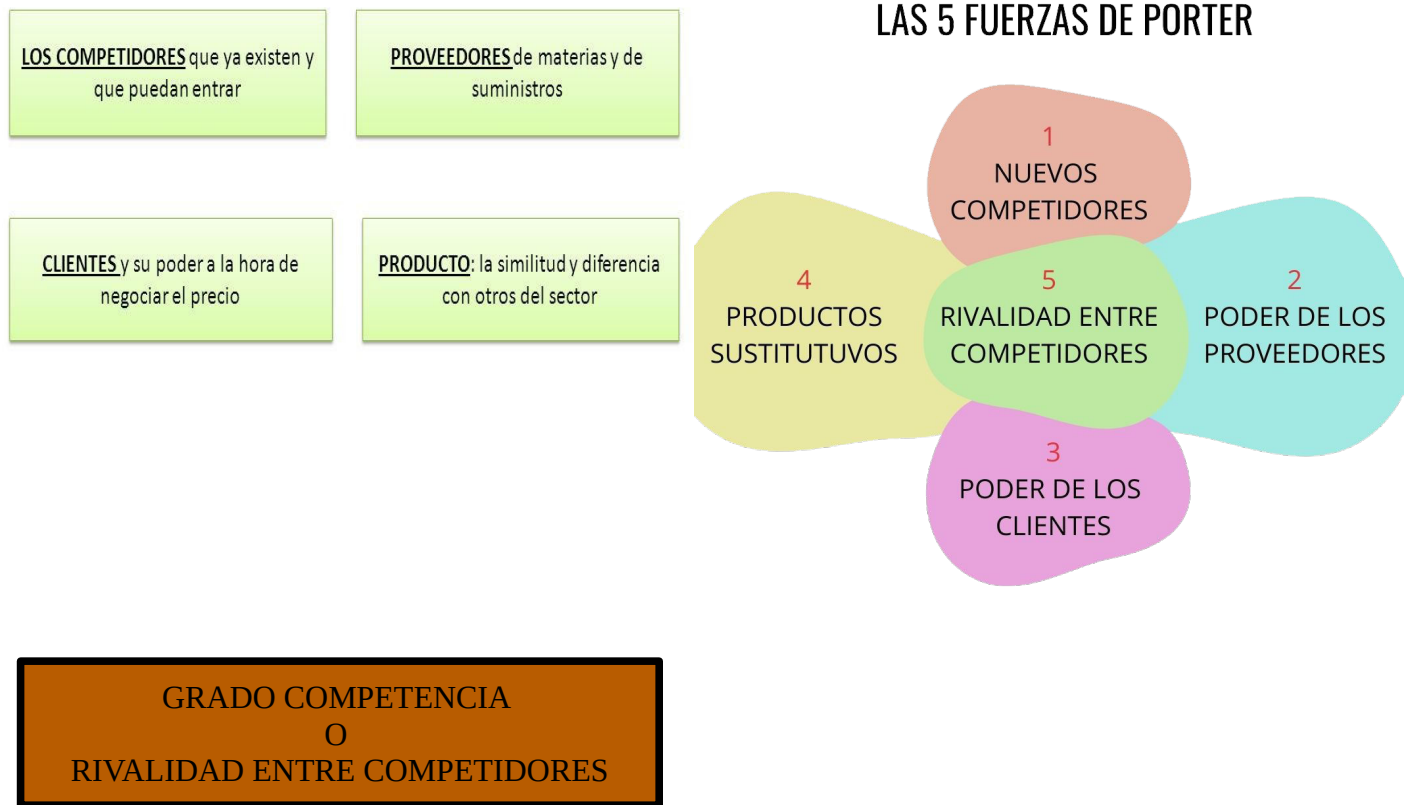 LOS COMPETIDORES que ya existen y
que puedan entrar
PROVEEDORES de materias y de
suministros
CLIENTES y su poder a la hora de
negociar el precio
PRODUCTO: la similitud y diferencia
con otros del sector
GRADO COMPETENCIA
O
RIVALIDAD ENTRE COMPETIDORES
LAS 5 FUERZAS DE PORTER
1
NUEVOS
COMPETIDORES
2
PODER DE LOS
PROVEEDORES
3
PODER DE LOS
CLIENTES
4
PRODUCTOS
SUSTITUTUVOS
5
RIVALIDAD ENTRE
COMPETIDORES